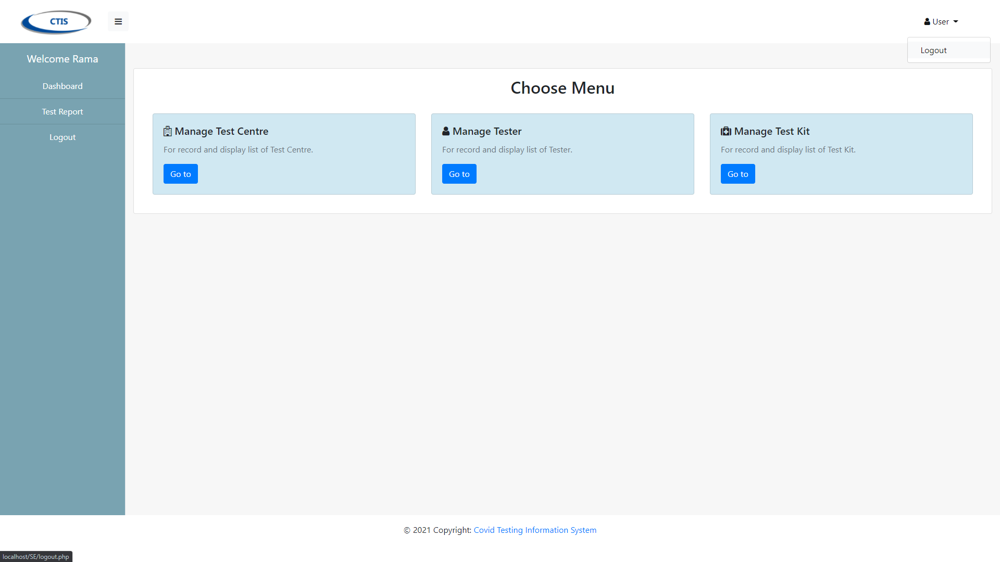 CTIS
User
Logout
Welcome Rama
Dashboard
Test Report
Logout
Choose Menu
Manage Test Centre
For record and display list of Test Centre.
Go to
Manage Tester
For record and display list of Tester.
Go to
Manage Test Kit
For record and display list of Test Kit.
Go to
© 2021 Copyright: Covid Testing Information System
localhost/SE/logout.php